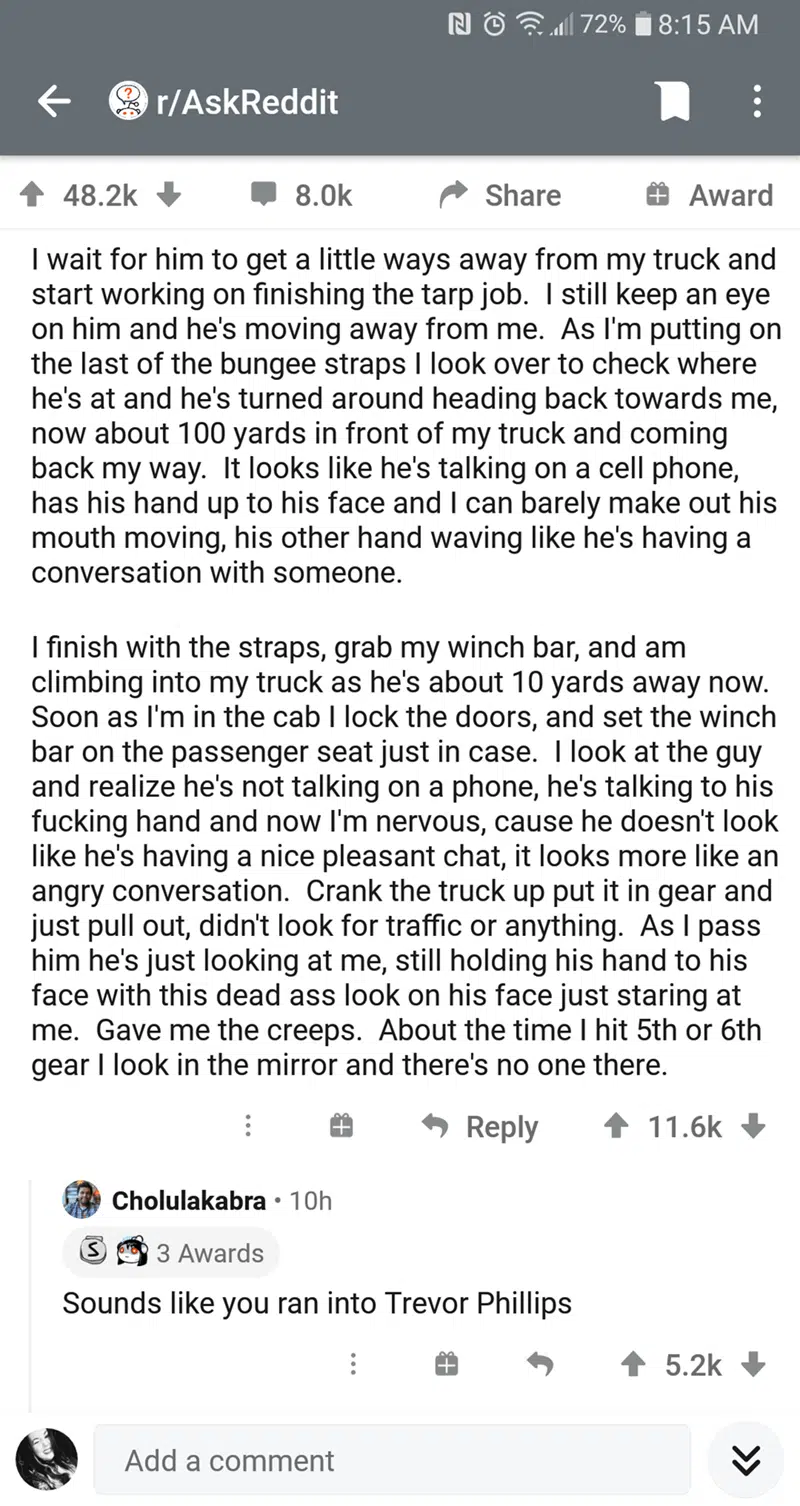 72% 8:15 AM
r/AskReddit
48.2k 8.0k Share Award
I wait for him to get a little ways away from my truck and
start working on finishing the tarp job.  I still keep an eye
on him and he's moving away from me.  As I'm putting on
the last of the bungee straps I look over to check where
he's at and he's turned around heading back towards me,
now about 100 yards in front of my truck and coming
back my way.  It looks like he's talking on a cell phone,
has his hand up to his face and I can barely make out his
mouth moving, his other hand waving like he's having a
conversation with someone.
I finish with the straps, grab my winch bar, and am
climbing into my truck as he's about 10 yards away now.
Soon as I'm in the cab I lock the doors, and set the winch
bar on the passenger seat just in case.  I look at the guy
and realize he's not talking on a phone, he's talking to his
fucking hand and now I'm nervous, cause he doesn't look
like he's having a nice pleasant chat, it looks more like an
angry conversation.  Crank the truck up put it in gear and
just pull out, didn't look for traffic or anything.  As I pass
him he's just looking at me, still holding his hand to his
face with this dead ass look on his face just staring at
me.  Gave me the creeps.  About the time I hit 5th or 6th
gear I look in the mirror and there's no one there.
Reply 11.6k
Cholulakabra • 10h
S 3 Awards
Sounds like you ran into Trevor Phillips
5.2k
Add a comment